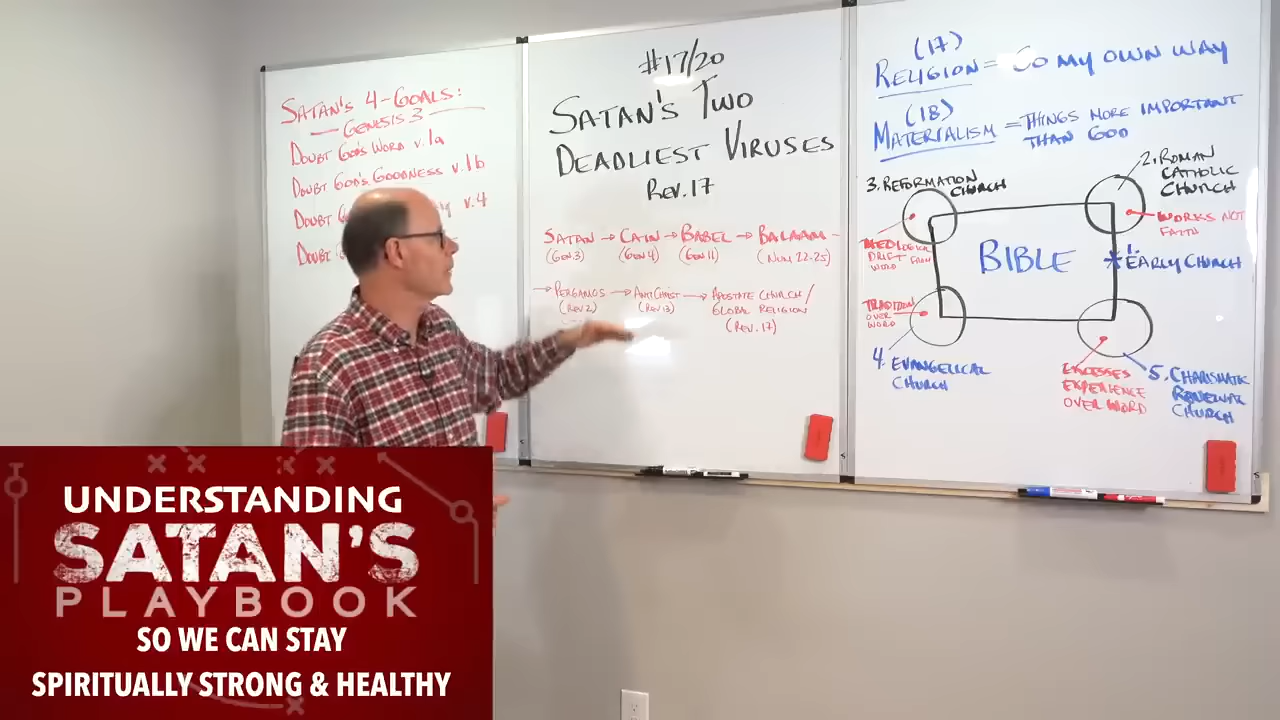 SATAN'S 4-GOALS:
GENESIS 3
DOUBT GOD'S WORD v.1a
DOUBT GOD'S GOODNESS v.1b
DOUBT
v.4
DOUBT
#17/20
SATAN'S TWO
DEADLIEST VIRUSES
REV. 17
SATAN → CAIN → BABEL → BALAAM
(GEN 3) (GEN 4) (GEN 11) (NUM 22-25)
→ PERGAMOS → ANTICHRIST → APOSTATE CHURCH/
(REV 2) (REV 13) GLOBAL RELIGION
(REV. 17)
(17)
RELIGION = GO MY OWN WAY
(18)
MATERIALISM = THINGS MORE IMPORTANT
THAN GOD
3. REFORMATION
CHURCH
2. ROMAN
CATHOLIC
CHURCH
WORKS NOT
FAITH
DRIFT FROM
WORD
BIBLE
1.
EARLY CHURCH
TRADITION
OVER
WORD
4. EVANGELICAL
CHURCH
EXCESSES
EXPERIENCE
OVER WORD
5. CHARISMATIC
RENEWAL
CHURCH
UNDERSTANDING
SATAN'S
PLAYBOOK
SO WE CAN STAY
SPIRITUALLY STRONG & HEALTHY